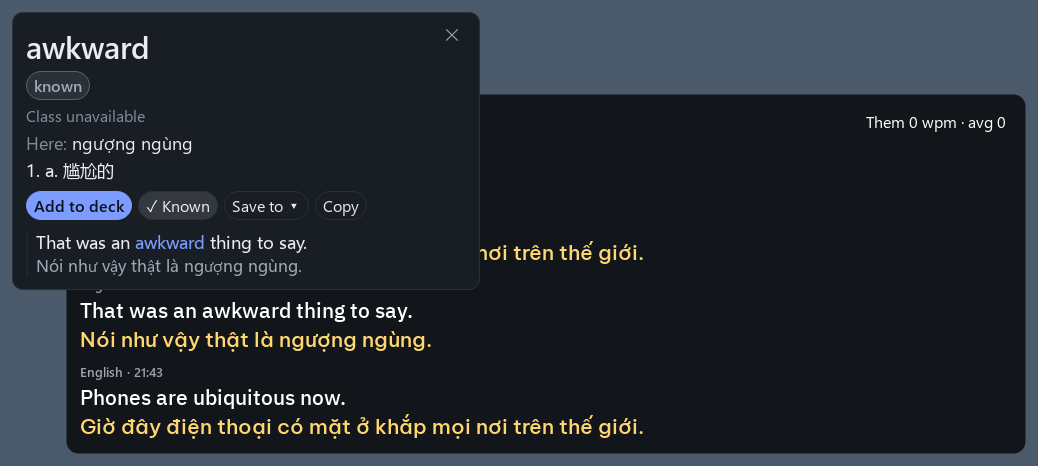 awkward
known
Class unavailable
Here: ngượng ngùng
1. a. 尴尬的
Add to deck ✓ Known Save to ▾ Copy
That was an awkward thing to say.
Nói như vậy thật là ngượng ngùng.
Them 0 wpm · avg 0
nơi trên thế giới.
That was an awkward thing to say.
Nói như vậy thật là ngượng ngùng.
English · 21:43
Phones are ubiquitous now.
Giờ đây điện thoại có mặt ở khắp mọi nơi trên thế giới.